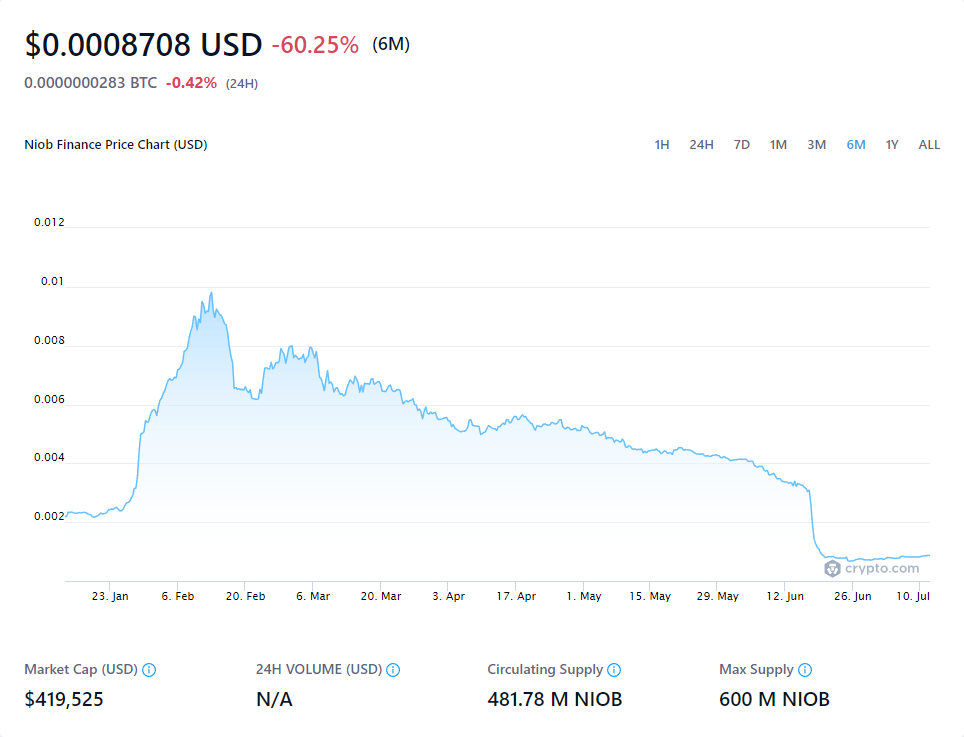 $0.0008708 USD -60.25% (6M)
0.0000000283 BTC -0.42% (24H)
Niob Finance Price Chart (USD) 1H 24H 7D 1M 3M 6M 1Y ALL
0.012
0.01
0.008
0.006
0.004
0.002
crypto.com
23. Jan 6. Feb 20. Feb 6. Mar 20. Mar 3. Apr 17. Apr 1. May 15. May 29. May 12. Jun 26. Jun 10. Jul
Market Cap (USD) 24H VOLUME (USD) Circulating Supply Max Supply
$419,525 N/A 481.78 M NIOB 600 M NIOB